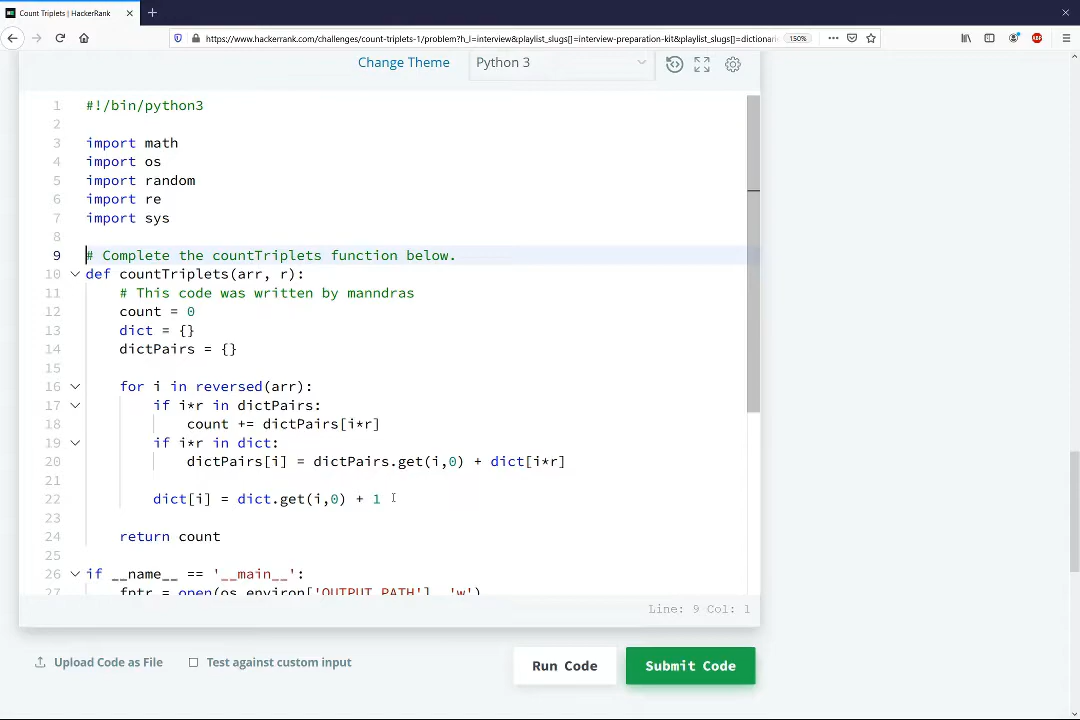 Count Triplets | HackerRank
https://www.hackerrank.com/challenges/count-triplets-1/problem?h_l=interview&playlist_slugs[]=interview-preparation-kit&playlist_slugs[]=dictionari
150%
Change Theme
Python 3
1 #!/bin/python3
2
3 import math
4 import os
5 import random
6 import re
7 import sys
8
9 # Complete the countTriplets function below.
10 def countTriplets(arr, r):
11 # This code was written by manndras
12 count = 0
13 dict = {}
14 dictPairs = {}
15
16 for i in reversed(arr):
17 if i*r in dictPairs:
18 count += dictPairs[i*r]
19 if i*r in dict:
20 dictPairs[i] = dictPairs.get(i,0) + dict[i*r]
21
22 dict[i] = dict.get(i,0) + 1
23
24 return count
25
26 if __name__ == '__main__':
27 fptr = open(os.environ['OUTPUT_PATH'], 'w')
Line: 9 Col: 1
Upload Code as File
Test against custom input
Run Code
Submit Code